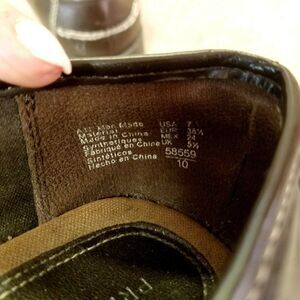 All Man Made
Material
Made in China
Synthétiques
Fabriqué en Chine
Sintéticos
Hecho en China
USA 7
EUR 38½
MEX 24
UK 5½
58559
10